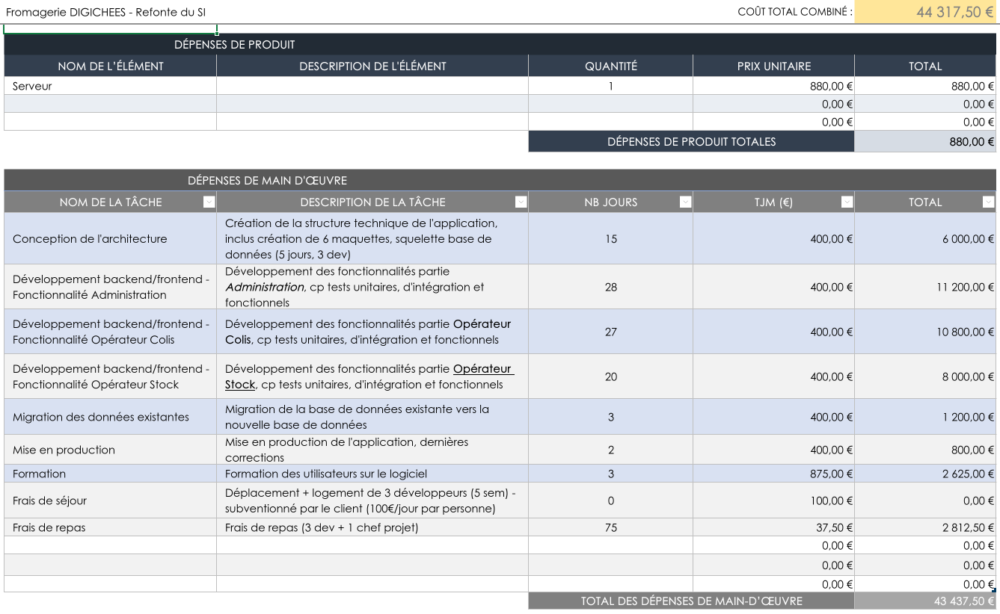 Fromagerie DIGICHEES - Refonte du SI
COÛT TOTAL COMBINÉ : 44 317,50 €
DÉPENSES DE PRODUIT
NOM DE L'ÉLÉMENT DESCRIPTION DE L'ÉLÉMENT QUANTITÉ PRIX UNITAIRE TOTAL
Serveur 1 880,00 € 880,00 €
0,00 € 0,00 €
0,00 € 0,00 €
DÉPENSES DE PRODUIT TOTALES 880,00 €
DÉPENSES DE MAIN D'ŒUVRE
NOM DE LA TÂCHE DESCRIPTION DE LA TÂCHE NB JOURS TJM (€) TOTAL
Conception de l'architecture
Création de la structure technique de l'application,
inclus création de 6 maquettes, squelette base de
données (5 jours, 3 dev)
15 400,00 € 6 000,00 €
Développement backend/frontend -
Fonctionnalité Administration
Développement des fonctionnalités partie
Administration, cp tests unitaires, d'intégration et
fonctionnels
28 400,00 € 11 200,00 €
Développement backend/frontend -
Fonctionnalité Opérateur Colis
Développement des fonctionnalités partie Opérateur
Colis, cp tests unitaires, d'intégration et fonctionnels
27 400,00 € 10 800,00 €
Développement backend/frontend -
Fonctionnalité Opérateur Stock
Développement des fonctionnalités partie Opérateur
Stock, cp tests unitaires, d'intégration et fonctionnels
20 400,00 € 8 000,00 €
Migration des données existantes
Migration de la base de données existante vers la
nouvelle base de données
3 400,00 € 1 200,00 €
Mise en production
Mise en production de l'application, dernières
corrections
2 400,00 € 800,00 €
Formation Formation des utilisateurs sur le logiciel 3 875,00 € 2 625,00 €
Frais de séjour
Déplacement + logement de 3 développeurs (5 sem) -
subventionné par le client (100€/jour par personne)
0 100,00 € 0,00 €
Frais de repas Frais de repas (3 dev + 1 chef projet) 75 37,50 € 2 812,50 €
0,00 € 0,00 €
0,00 € 0,00 €
0,00 € 0,00 €
TOTAL DES DÉPENSES DE MAIN-D'ŒUVRE 43 437,50 €